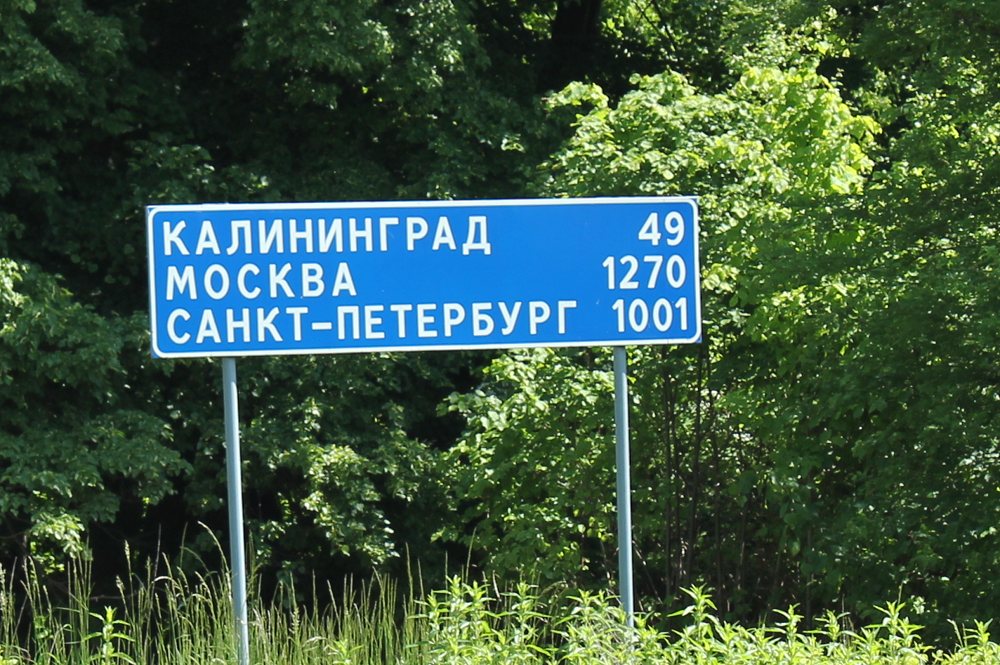 КАЛИНИНГРАД 49
МОСКВА 1270
САНКТ-ПЕТЕРБУРГ 1001